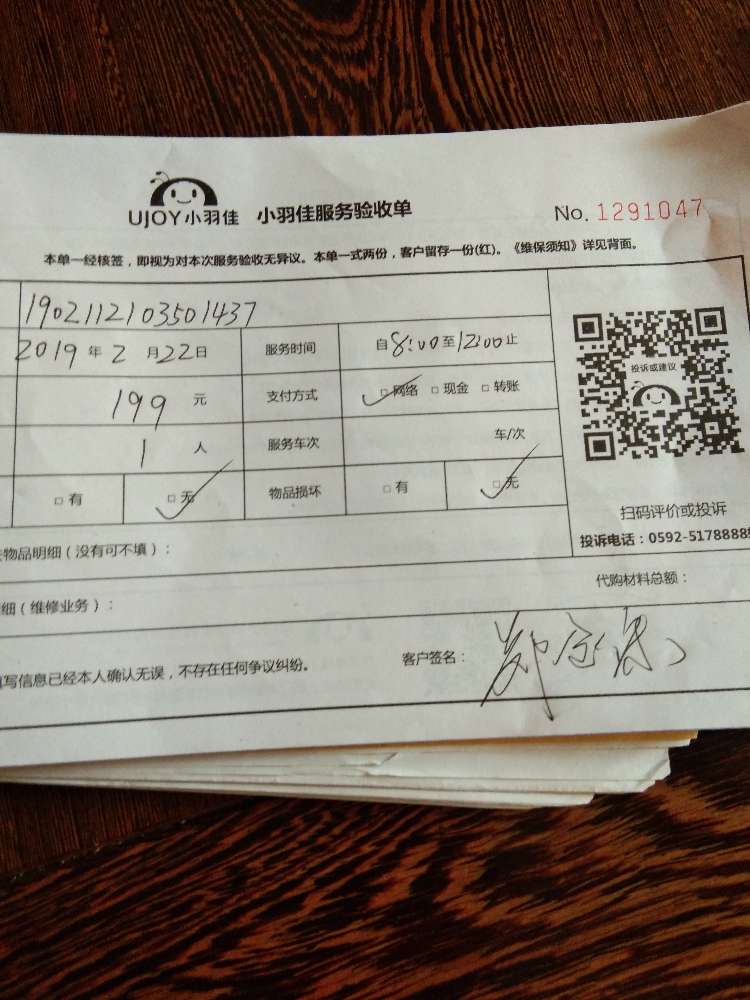 UJOY小羽佳 小羽佳服务验收单 No. 1291047
本单一经核签，即视为对本次服务验收无异议。本单一式两份，客户留存一份(红)。《维保须知》详见背面。
1902112103501437
2019年2月22日 服务时间 自8:00至12:00止
199元 支付方式 □网络 □现金 □转账
1人 服务车次 车/次
□有 □无 物品损坏 □有 □无
投诉或建议
扫码评价或投诉
投诉电话：0592-5178888
物品明细（没有可不填）：
代购材料总额：
细（维修业务）：
写信息已经本人确认无误，不存在任何争议纠纷。 客户签名：